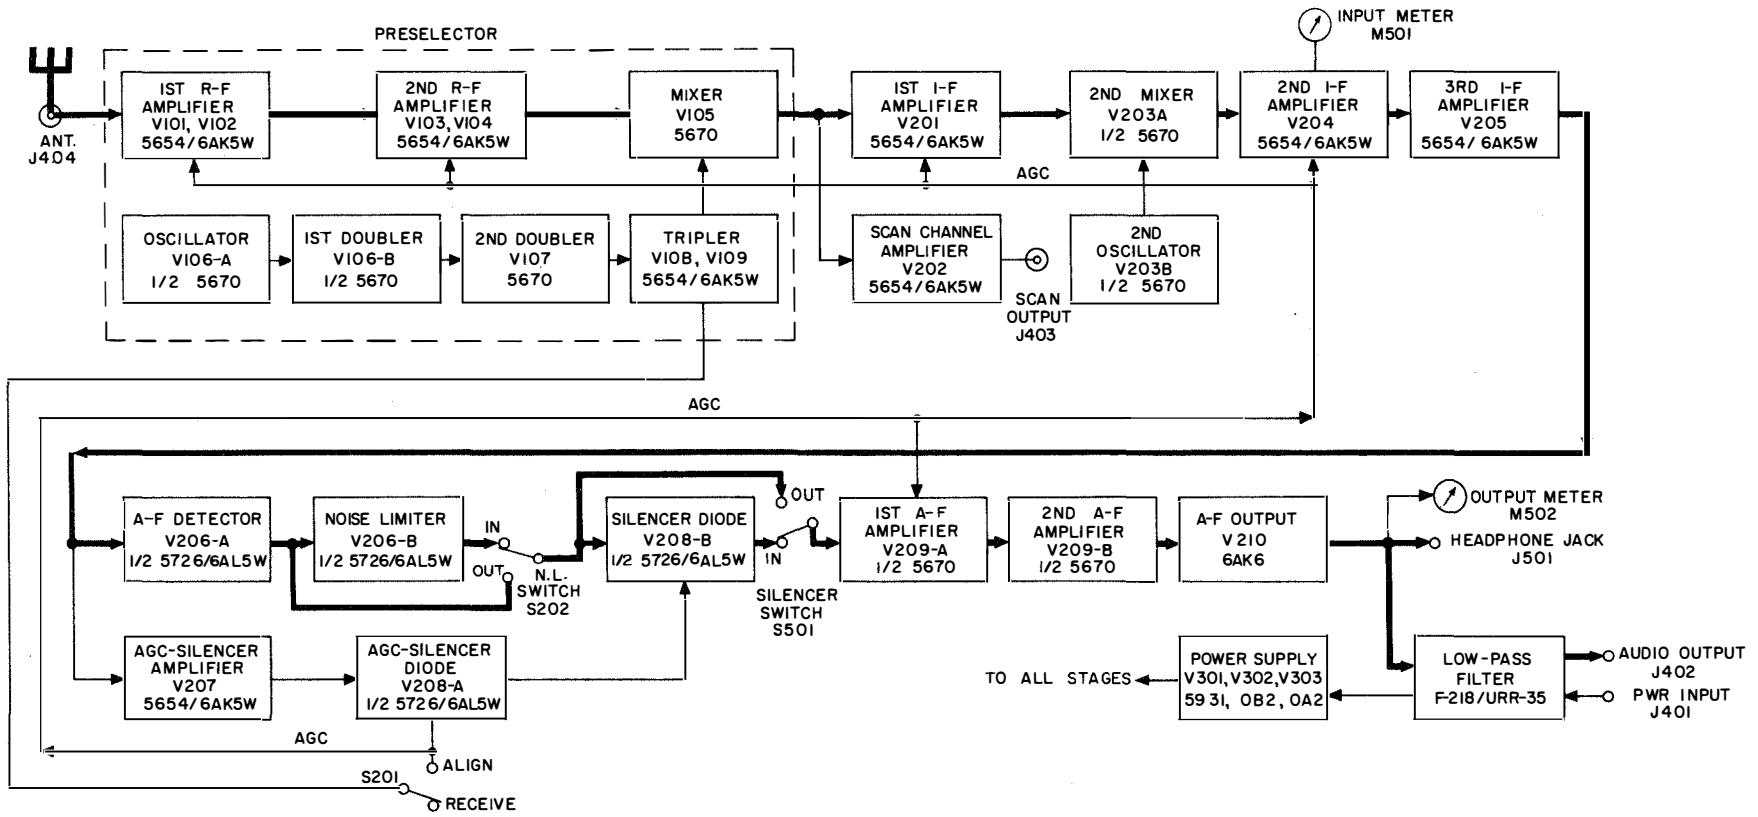 PRESELECTOR
INPUT METER
M501
ANT.
J404
1ST R-F
AMPLIFIER
V101, V102
5654/6AK5W
2ND R-F
AMPLIFIER
V103, V104
5654/6AK5W
MIXER
V105
5670
1ST I-F
AMPLIFIER
V201
5654/6AK5W
2ND MIXER
V203A
1/2 5670
2ND I-F
AMPLIFIER
V204
5654/6AK5W
3RD I-F
AMPLIFIER
V205
5654/6AK5W
AGC
OSCILLATOR
V106-A
1/2 5670
1ST DOUBLER
V106-B
1/2 5670
2ND DOUBLER
V107
5670
TRIPLER
V108, V109
5654/6AK5W
SCAN CHANNEL
AMPLIFIER
V202
5654/6AK5W
SCAN
OUTPUT
J403
2ND
OSCILLATOR
V203B
1/2 5670
AGC
A-F DETECTOR
V206-A
1/2 5726/6AL5W
NOISE LIMITER
V206-B
1/2 5726/6AL5W
IN
OUT
N.L.
SWITCH
S202
SILENCER DIODE
V208-B
1/2 5726/6AL5W
OUT
IN
SILENCER
SWITCH
S501
1ST A-F
AMPLIFIER
V209-A
1/2 5670
2ND A-F
AMPLIFIER
V209-B
1/2 5670
A-F OUTPUT
V210
6AK6
OUTPUT METER
M502
HEADPHONE JACK
J501
AGC-SILENCER
AMPLIFIER
V207
5654/6AK5W
AGC-SILENCER
DIODE
V208-A
1/2 5726/6AL5W
TO ALL STAGES
POWER SUPPLY
V301,V302,V303
5931, OB2, OA2
LOW-PASS
FILTER
F-218/URR-35
AUDIO OUTPUT
J402
PWR INPUT
J401
AGC
ALIGN
S201
RECEIVE